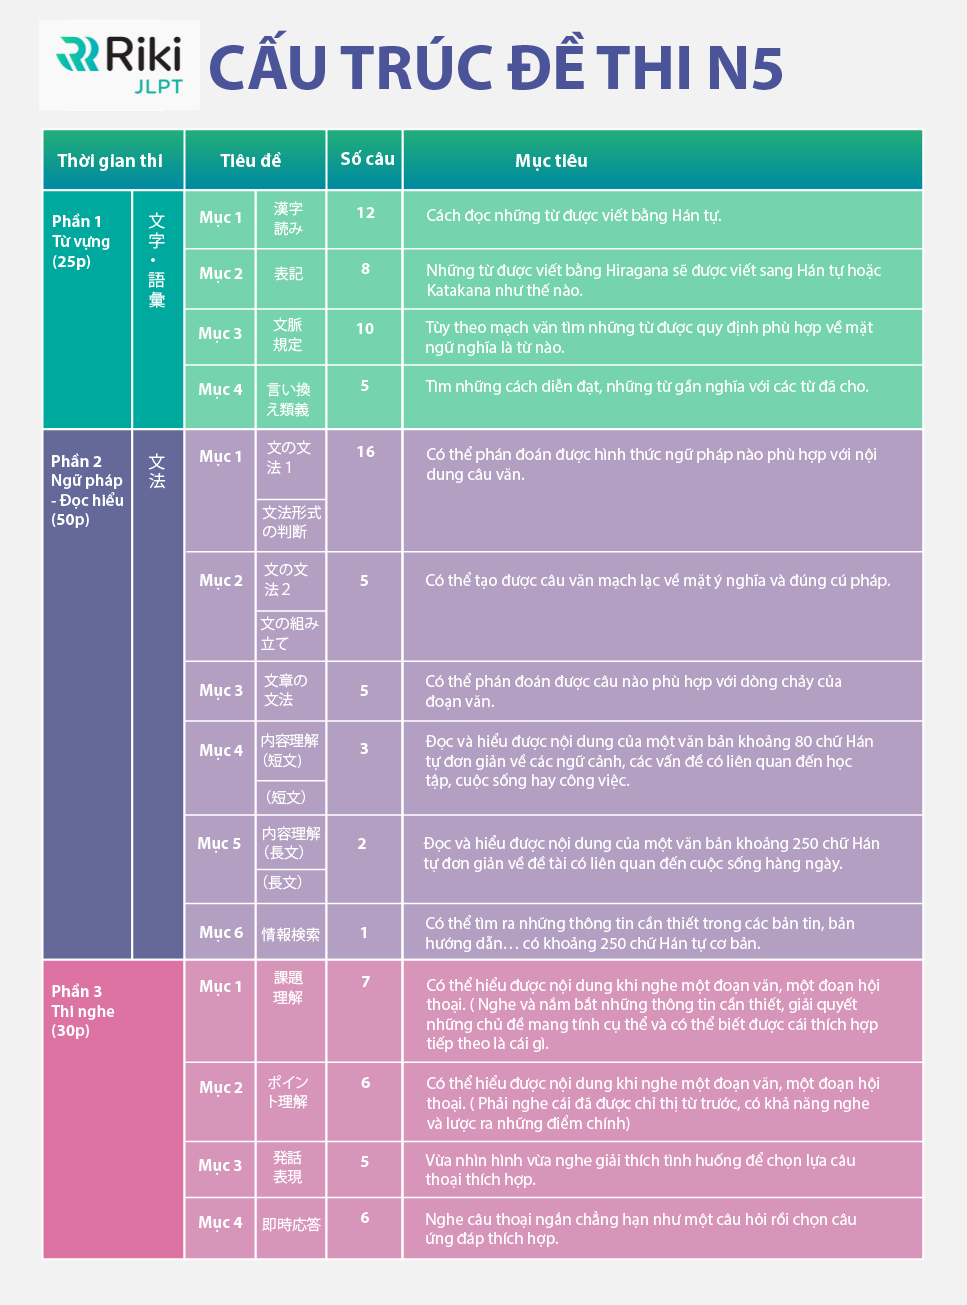 Riki
JLPT
CẤU TRÚC ĐỀ THI N5
Thời gian thi
Tiêu đề
Số câu
Mục tiêu
Phần 1
Từ vựng
(25p)
文字・語彙
Mục 1
漢字
読み
12
Cách đọc những từ được viết bằng Hán tự.
Mục 2
表記
8
Những từ được viết bằng Hiragana sẽ được viết sang Hán tự hoặc
Katakana như thế nào.
Mục 3
文脈
規定
10
Tùy theo mạch văn tìm những từ được quy định phù hợp về mặt
ngữ nghĩa là từ nào.
Mục 4
言い換
え類義
5
Tìm những cách diễn đạt, những từ gần nghĩa với các từ đã cho.
Phần 2
Ngữ pháp
- Đọc hiểu
(50p)
文法
Mục 1
文の文
法 1
文法形式
の判断
16
Có thể phán đoán được hình thức ngữ pháp nào phù hợp với nội
dung câu văn.
Mục 2
文の文
法 2
文の組み
立て
5
Có thể tạo được câu văn mạch lạc về mặt ý nghĩa và đúng cú pháp.
Mục 3
文章の
文法
5
Có thể phán đoán được câu nào phù hợp với dòng chảy của
đoạn văn.
Mục 4
内容理解
(短文)
（短文）
3
Đọc và hiểu được nội dung của một văn bản khoảng 80 chữ Hán
tự đơn giản về các ngữ cảnh, các vấn đề có liên quan đến học
tập, cuộc sống hay công việc.
Mục 5
内容理解
（長文）
（長文）
2
Đọc và hiểu được nội dung của một văn bản khoảng 250 chữ Hán
tự đơn giản về đề tài có liên quan đến cuộc sống hàng ngày.
Mục 6
情報検索
1
Có thể tìm ra những thông tin cần thiết trong các bản tin, bản
hướng dẫn… có khoảng 250 chữ Hán tự cơ bản.
Phần 3
Thi nghe
(30p)
Mục 1
課題
理解
7
Có thể hiểu được nội dung khi nghe một đoạn văn, một đoạn hội
thoại. ( Nghe và nắm bắt những thông tin cần thiết, giải quyết
những chủ đề mang tính cụ thể và có thể biết được cái thích hợp
tiếp theo là cái gì.
Mục 2
ポイン
ト理解
6
Có thể hiểu được nội dung khi nghe một đoạn văn, một đoạn hội
thoại. ( Phải nghe cái đã được chỉ thị từ trước, có khả năng nghe
và lược ra những điểm chính)
Mục 3
発話
表現
5
Vừa nhìn hình vừa nghe giải thích tình huống để chọn lựa câu
thoại thích hợp.
Mục 4
即時応答
6
Nghe câu thoại ngắn chẳng hạn như một câu hỏi rồi chọn câu
ứng đáp thích hợp.